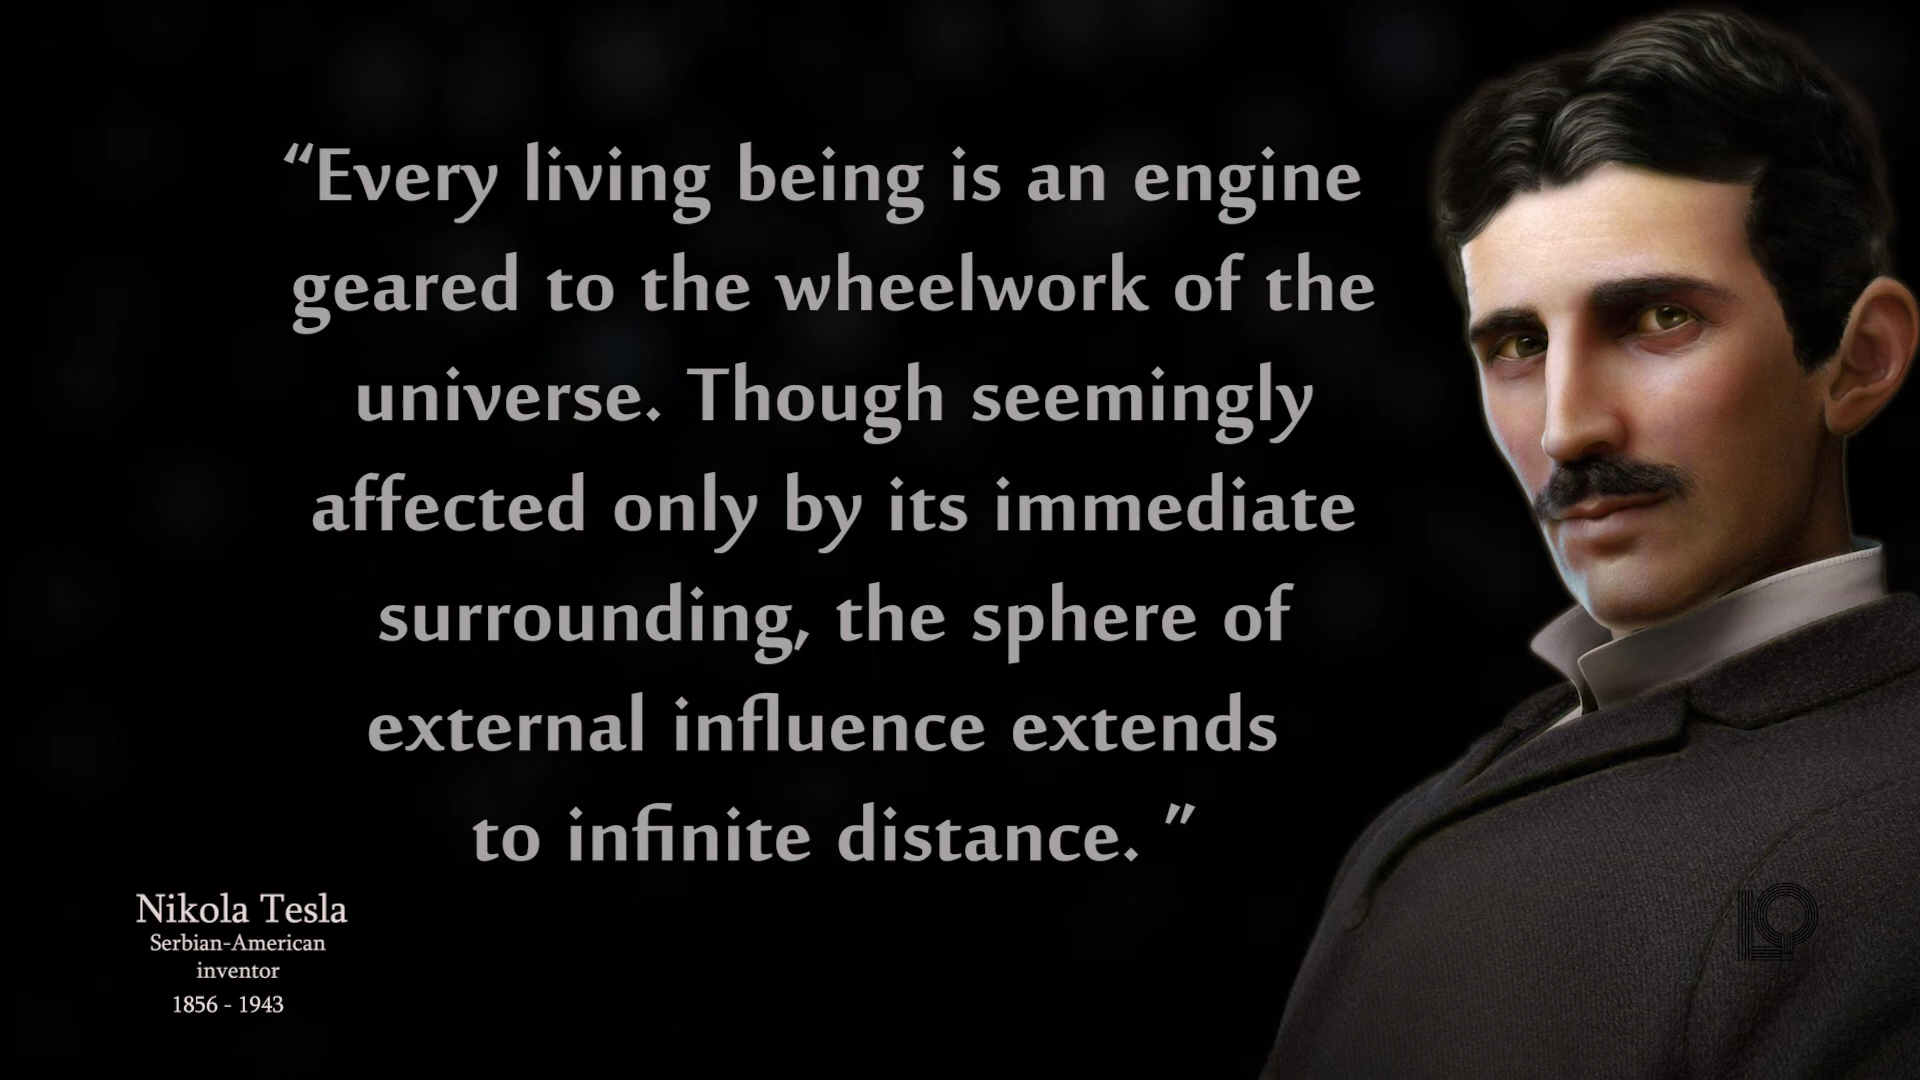 “Every living being is an engine
geared to the wheelwork of the
universe. Though seemingly
affected only by its immediate
surrounding, the sphere of
external influence extends
to infinite distance. ”
Nikola Tesla
Serbian-American
inventor
1856 - 1943